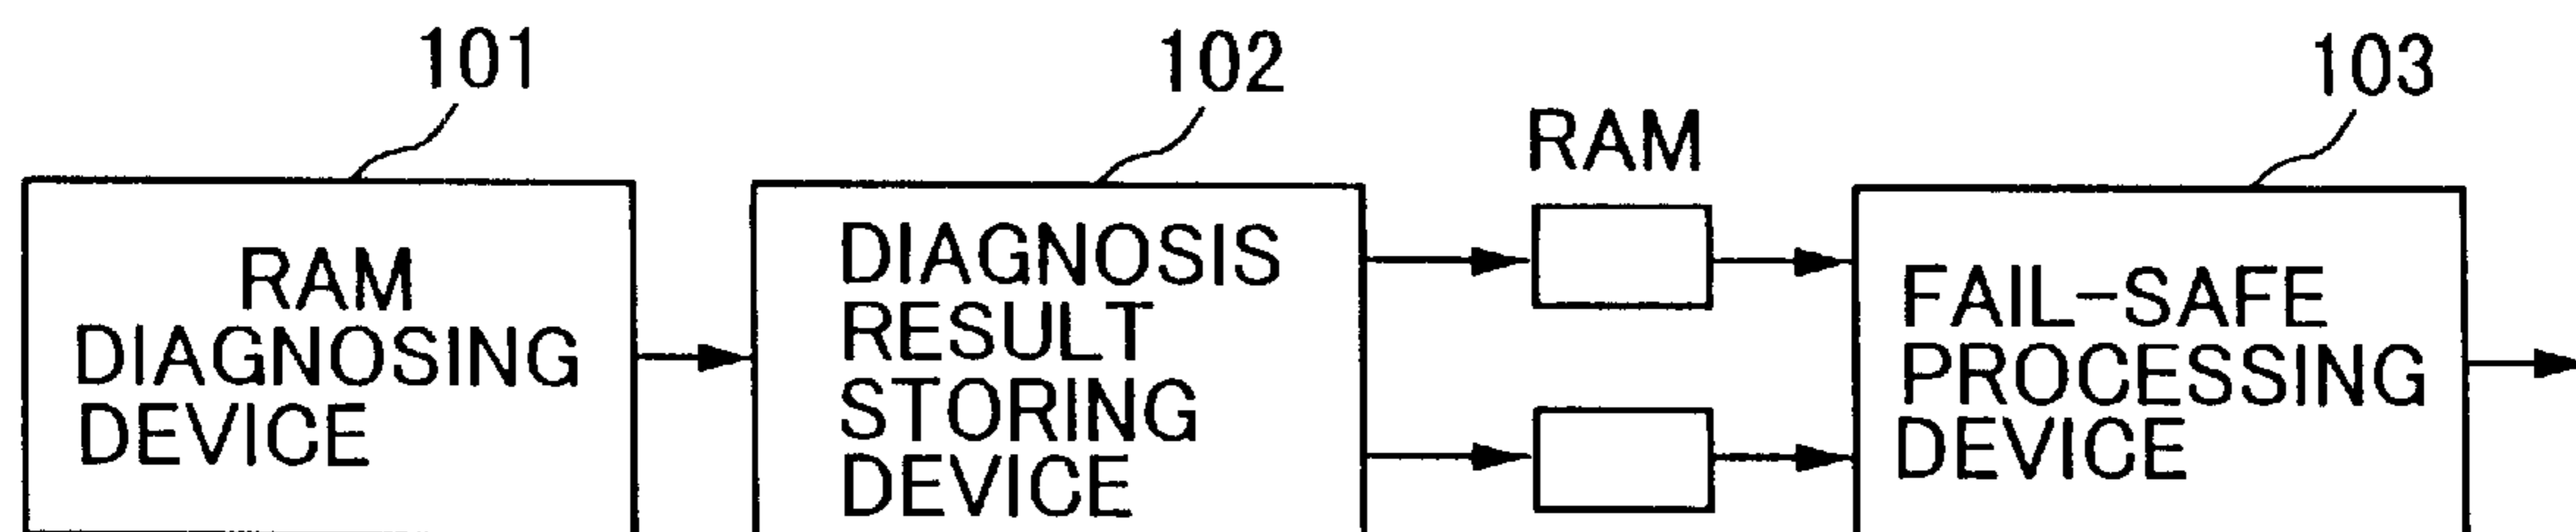 101
102
103
RAM
RAM
DIAGNOSING
DEVICE
DIAGNOSIS
RESULT
STORING
DEVICE
FAIL-SAFE
PROCESSING
DEVICE